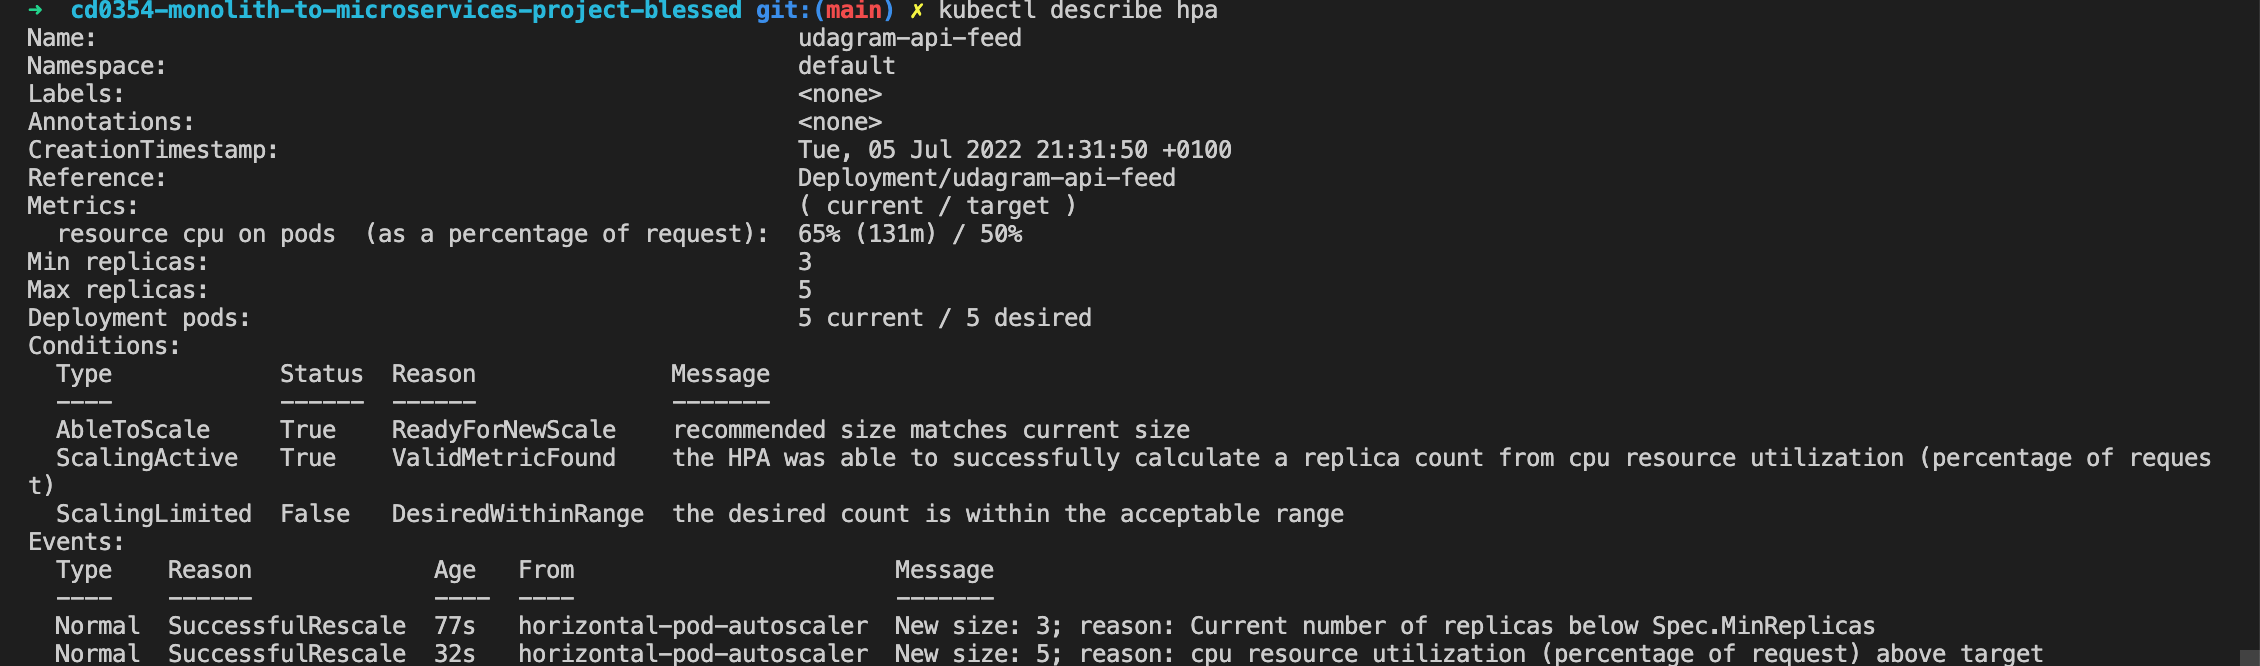 → cd0354-monolith-to-microservices-project-blessed git:(main) ✗ kubectl describe hpa
Name: udagram-api-feed
Namespace: default
Labels: <none>
Annotations: <none>
CreationTimestamp: Tue, 05 Jul 2022 21:31:50 +0100
Reference: Deployment/udagram-api-feed
Metrics: ( current / target )
resource cpu on pods (as a percentage of request): 65% (131m) / 50%
Min replicas: 3
Max replicas: 5
Deployment pods: 5 current / 5 desired
Conditions:
Type Status Reason Message
---- ------ ------ -------
AbleToScale True ReadyForNewScale recommended size matches current size
ScalingActive True ValidMetricFound the HPA was able to successfully calculate a replica count from cpu resource utilization (percentage of reques
t)
ScalingLimited False DesiredWithinRange the desired count is within the acceptable range
Events:
Type Reason Age From Message
---- ------ ---- ---- -------
Normal SuccessfulRescale 77s horizontal-pod-autoscaler New size: 3; reason: Current number of replicas below Spec.MinReplicas
Normal SuccessfulRescale 32s horizontal-pod-autoscaler New size: 5; reason: cpu resource utilization (percentage of request) above target